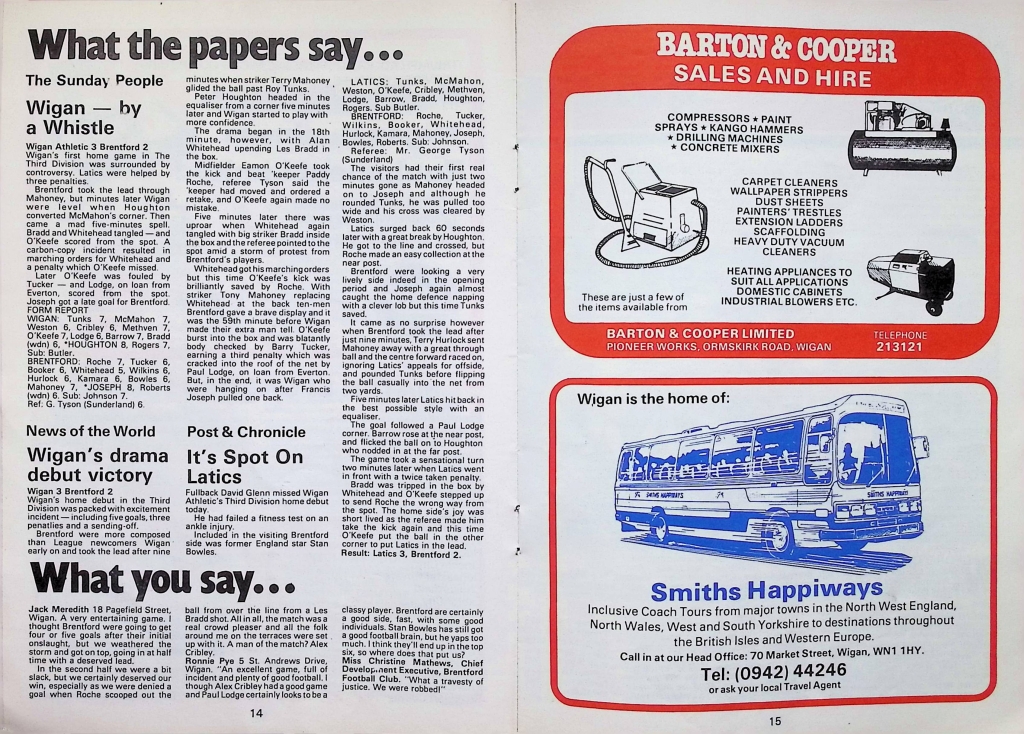 What the papers say...
The Sunday People
Wigan — by
a Whistle
Wigan Athletic 3 Brentford 2
Wigan's first home game in The
Third Division was surrounded by
controversy. Latics were helped by
three penalties.
Brentford took the lead through
Mahoney, but minutes later Wigan
were level when Houghton
converted McMahon's corner. Then
came a mad five-minutes spell.
Bradd and Whitehead tangled — and
O'Keefe scored from the spot. A
carbon-copy incident resulted in
marching orders for Whitehead and
a penalty which O'Keefe missed.
Later O'Keefe was fouled by
Tucker — and Lodge, on loan from
Everton, scored from the spot.
Joseph got a late goal for Brentford.
FORM REPORT
WIGAN: Tunks 7, McMahon 7,
Weston 6, Cribley 6, Methven 7,
O'Keefe 7, Lodge 6, Barrow 7, Bradd
(wdn) 6, *HOUGHTON 8, Rogers 7,
Sub: Butler.
BRENTFORD: Roche 7, Tucker 6,
Booker 6, Whitehead 5, Wilkins 6,
Hurlock 6, Kamara 6, Bowles 6,
Mahoney 7, *JOSEPH 8, Roberts
(wdn) 6. Sub: Johnson 7.
Ref: G. Tyson (Sunderland) 6.
News of the World
Wigan's drama
debut victory
Wigan 3 Brentford 2
Wigan's home debut in the Third
Division was packed with excitement
incident — including five goals, three
penalties and a sending-off.
Brentford were more composed
than League newcomers Wigan
early on and took the lead after nine
minutes when striker Terry Mahoney
glided the ball past Roy Tunks.
Peter Houghton headed in the
equaliser from a corner five minutes
later and Wigan started to play with
more confidence.
The drama began in the 18th
minute, however, with Alan
Whitehead upending Les Bradd in
the box.
Midfielder Eamon O'Keefe took
the kick and beat 'keeper Paddy
Roche, referee Tyson said the
'keeper had moved and ordered a
retake, and O'Keefe again made no
mistake.
Five minutes later there was
uproar when Whitehead again
tangled with big striker Bradd inside
the box and the referee pointed to the
spot amid a storm of protest from
Brentford's players.
Whitehead got his marching orders
but this time O'Keefe's kick was
brilliantly saved by Roche. With
striker Tony Mahoney replacing
Whitehead at the back ten-men
Brentford gave a brave display and it
was the 59th minute before Wigan
made their extra man tell. O'Keefe
burst into the box and was blatantly
body checked by Barry Tucker,
earning a third penalty which was
cracked into the roof of the net by
Paul Lodge, on loan from Everton.
But, in the end, it was Wigan who
were hanging on after Francis
Joseph pulled one back.
Post & Chronicle
It's Spot On
Latics
Fullback David Glenn missed Wigan
Athletic's Third Division home debut
today.
He had failed a fitness test on an
ankle injury.
Included in the visiting Brentford
side was former England star Stan
Bowles.
LATICS: Tunks, McMahon,
Weston, O'Keefe, Cribley, Methven,
Lodge, Barrow, Bradd, Houghton,
Rogers. Sub Butler.
BRENTFORD: Roche, Tucker,
Wilkins, Booker, Whitehead,
Hurlock, Kamara, Mahoney, Joseph,
Bowles, Roberts. Sub: Johnson.
Referee: Mr. George Tyson
(Sunderland)
The visitors had their first real
chance of the match with just two
minutes gone as Mahoney headed
on to Joseph and although he
rounded Tunks, he was pulled too
wide and his cross was cleared by
Weston.
Latics surged back 60 seconds
later with a great break by Houghton.
He got to the line and crossed, but
Roche made an easy collection at the
near post.
Brentford were looking a very
lively side indeed in the opening
period and Joseph again almost
caught the home defence napping
with a clever lob but this time Tunks
saved.
It came as no surprise however
when Brentford took the lead after
just nine minutes, Terry Hurlock sent
Mahoney away with a great through
ball and the centre forward raced on,
ignoring Latics' appeals for offside,
and pounded Tunks before flipping
the ball casually into the net from
two yards.
Five minutes later Latics hit back in
the best possible style with an
equaliser.
The goal followed a Paul Lodge
corner. Barrow rose at the near post,
and flicked the ball on to Houghton
who nodded in at the far post.
The game took a sensational turn
two minutes later when Latics went
in front with a twice taken penalty.
Bradd was tripped in the box by
Whitehead and O'Keefe stepped up
to send Roche the wrong way from
the spot. The home side's joy was
short lived as the referee made him
take the kick again and this time
O'Keefe put the ball in the other
corner to put Latics in the lead.
Result: Latics 3, Brentford 2.
What you say...
Jack Meredith 18 Pagefield Street,
Wigan. A very entertaining game. I
thought Brentford were going to get
four or five goals after their initial
onslaught, but we weathered the
storm and got on top, going in at half
time with a deserved lead.
In the second half we were a bit
slack, but we certainly deserved our
win, especially as we were denied a
goal when Roche scooped out the
ball from over the line from a Les
Bradd shot. All in all, the match was a
real crowd pleaser and all the folk
around me on the terraces were set
up with it. A man of the match? Alex
Cribley.
Ronnie Pye 5 St. Andrews Drive,
Wigan. "An excellent game, full of
incident and plenty of good football. I
though Alex Cribley had a good game
and Paul Lodge certainly looks to be a
classy player. Brentford are certainly
a good side, fast, with some good
individuals. Stan Bowles has still got
a good football brain, but he yaps too
much. I think they'll end up in the top
six, so where does that put us?
Miss Christine Mathews, Chief
Development Executive, Brentford
Football Club. "What a travesty of
justice. We were robbed!"
14
BARTON & COOPER
SALES AND HIRE
COMPRESSORS ★ PAINT
SPRAYS ★ KANGO HAMMERS
★ DRILLING MACHINES
★ CONCRETE MIXERS
CARPET CLEANERS
WALLPAPER STRIPPERS
DUST SHEETS
PAINTERS' TRESTLES
EXTENSION LADDERS
SCAFFOLDING
HEAVY DUTY VACUUM
CLEANERS
HEATING APPLIANCES TO
SUIT ALL APPLICATIONS
DOMESTIC CABINETS
INDUSTRIAL BLOWERS ETC.
These are just a few of
the items available from
BARTON & COOPER LIMITED
PIONEER WORKS, ORMSKIRK ROAD, WIGAN
TELEPHONE
213121
Wigan is the home of:
SMITHS HAPPIWAYS
SMITHS HAPPIWAYS
Smiths Happiways
Inclusive Coach Tours from major towns in the North West England,
North Wales, West and South Yorkshire to destinations throughout
the British Isles and Western Europe.
Call in at our Head Office: 70 Market Street, Wigan, WN1 1HY.
Tel: (0942) 44246
or ask your local Travel Agent
15